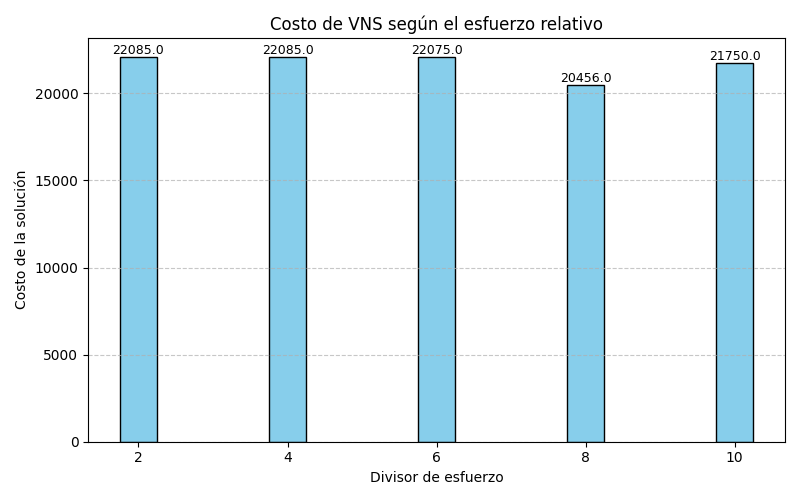 Costo de VNS según el esfuerzo relativo
22085.0
22085.0
22075.0
20456.0
21750.0
20000
15000
10000
5000
0
Costo de la solución
2 4 6 8 10
Divisor de esfuerzo